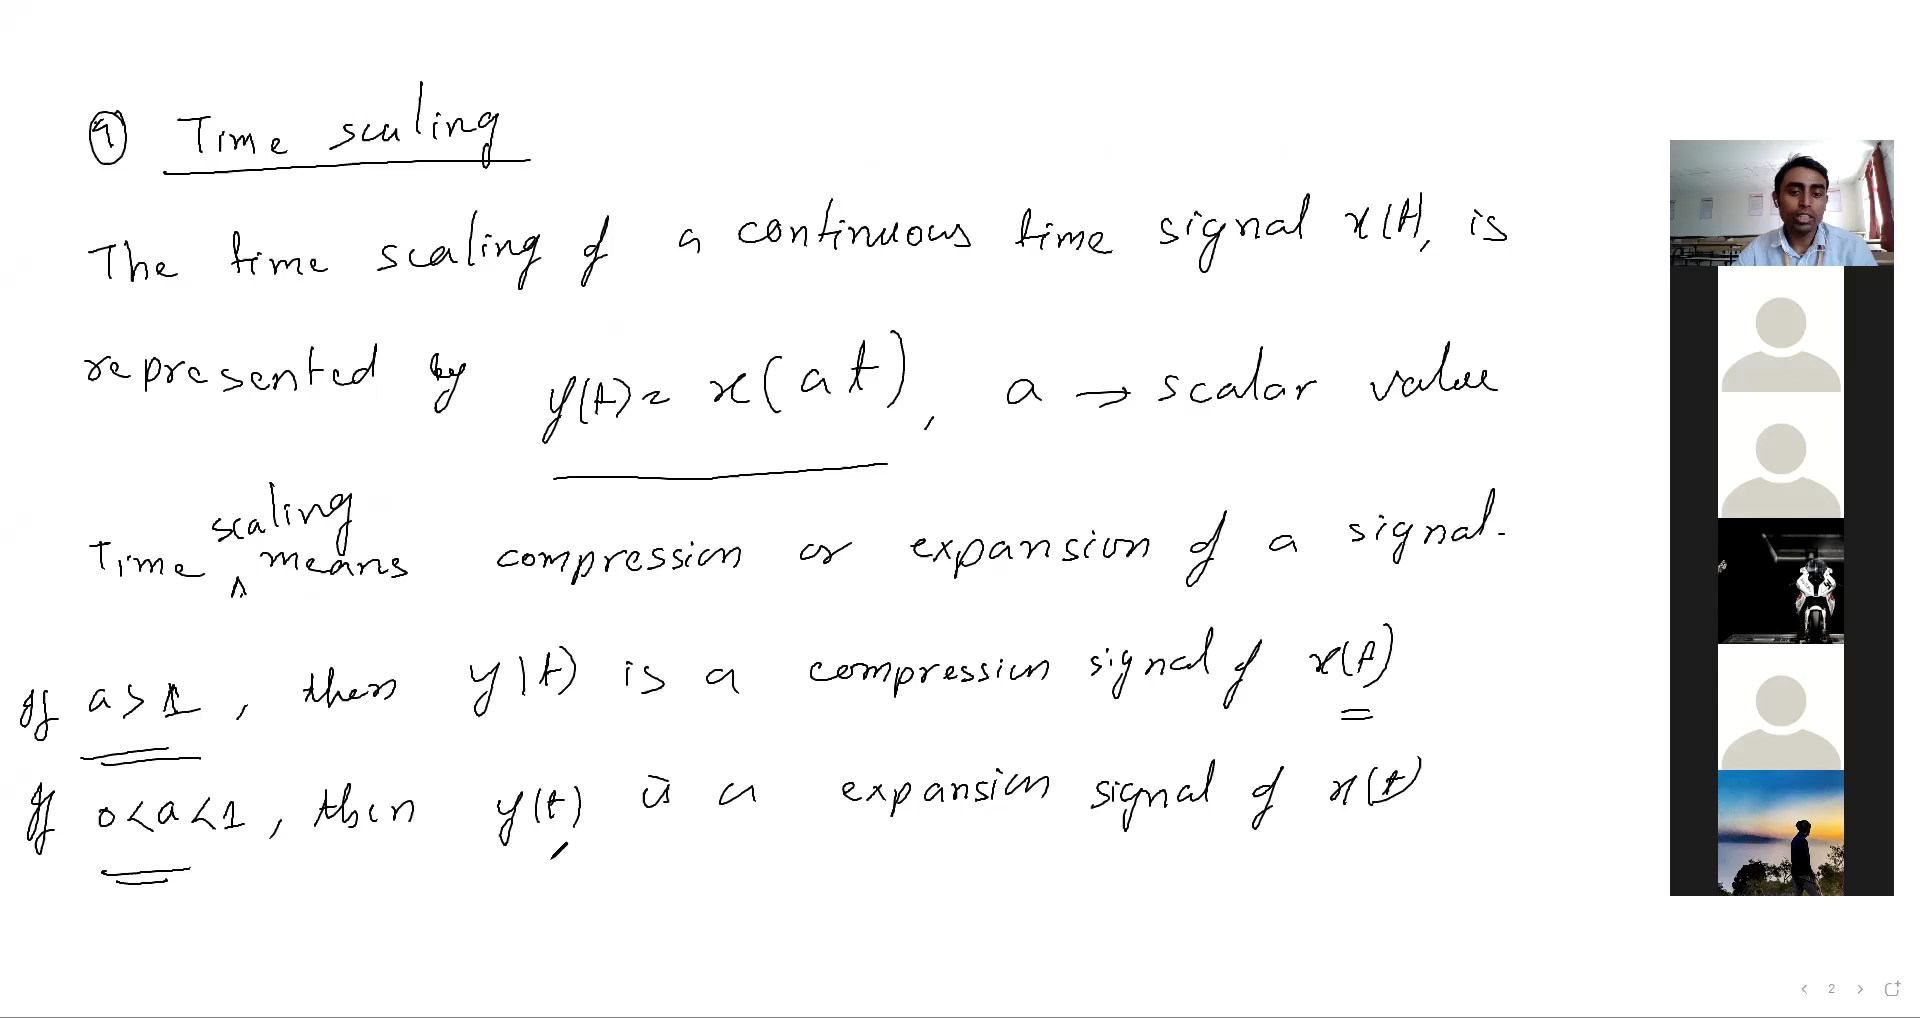 ④ Time scaling
The time scaling of a continuous time signal x(t), is
represented by y(t) = x(at), a → scalar value
Time scaling means compression or expansion of a signal.
If a > 1, then y(t) is a compression signal of x(t)
If 0 < a < 1, then y(t) is a expansion signal of x(t)
< 2 >